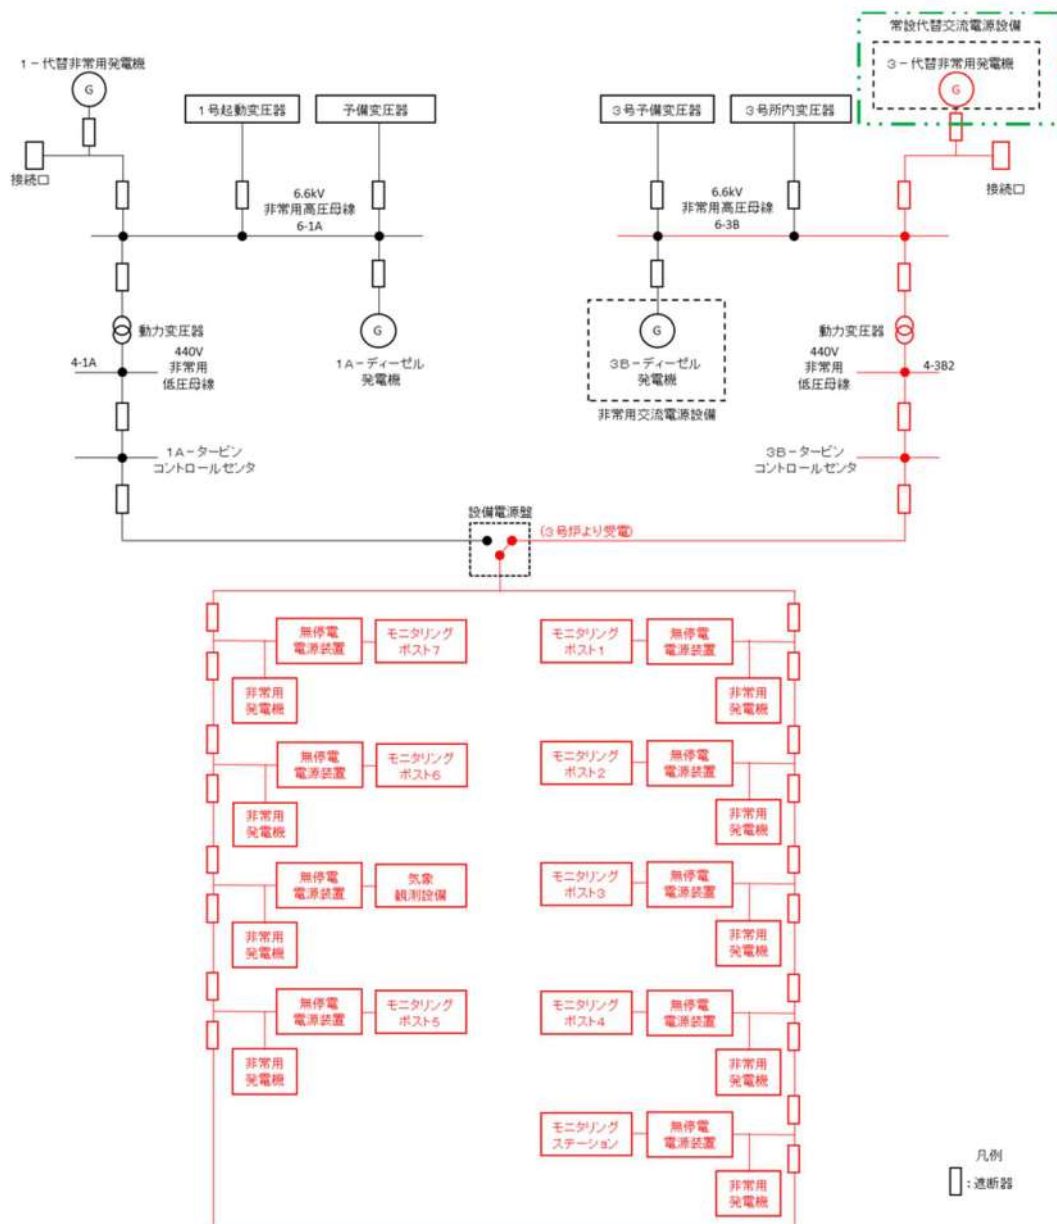 常設代替交流電源設備
1-代替非常用発電機
G
3-代替非常用発電機
G
1号起動変圧器
予備変圧器
3号予備変圧器
3号所内変圧器
接続口
接続口
6.6kV
非常用高圧母線
6-1A
6.6kV
非常用高圧母線
6-3B
動力変圧器
G
1A-ディーゼル
発電機
G
3B-ディーゼル
発電機
非常用交流電源設備
動力変圧器
4-1A
440V
非常用
低圧母線
440V
非常用
低圧母線
4-3B2
1A-タービン
コントロールセンタ
3B-タービン
コントロールセンタ
設備電源盤
(3号炉より受電)
無停電
電源装置
モニタリング
ポスト7
非常用
発電機
モニタリング
ポスト1
無停電
電源装置
非常用
発電機
無停電
電源装置
モニタリング
ポスト6
非常用
発電機
モニタリング
ポスト2
無停電
電源装置
非常用
発電機
無停電
電源装置
気象
観測設備
非常用
発電機
モニタリング
ポスト3
無停電
電源装置
非常用
発電機
無停電
電源装置
モニタリング
ポスト5
非常用
発電機
モニタリング
ポスト4
無停電
電源装置
非常用
発電機
モニタリング
ステーション
無停電
電源装置
非常用
発電機
凡例
:遮断器